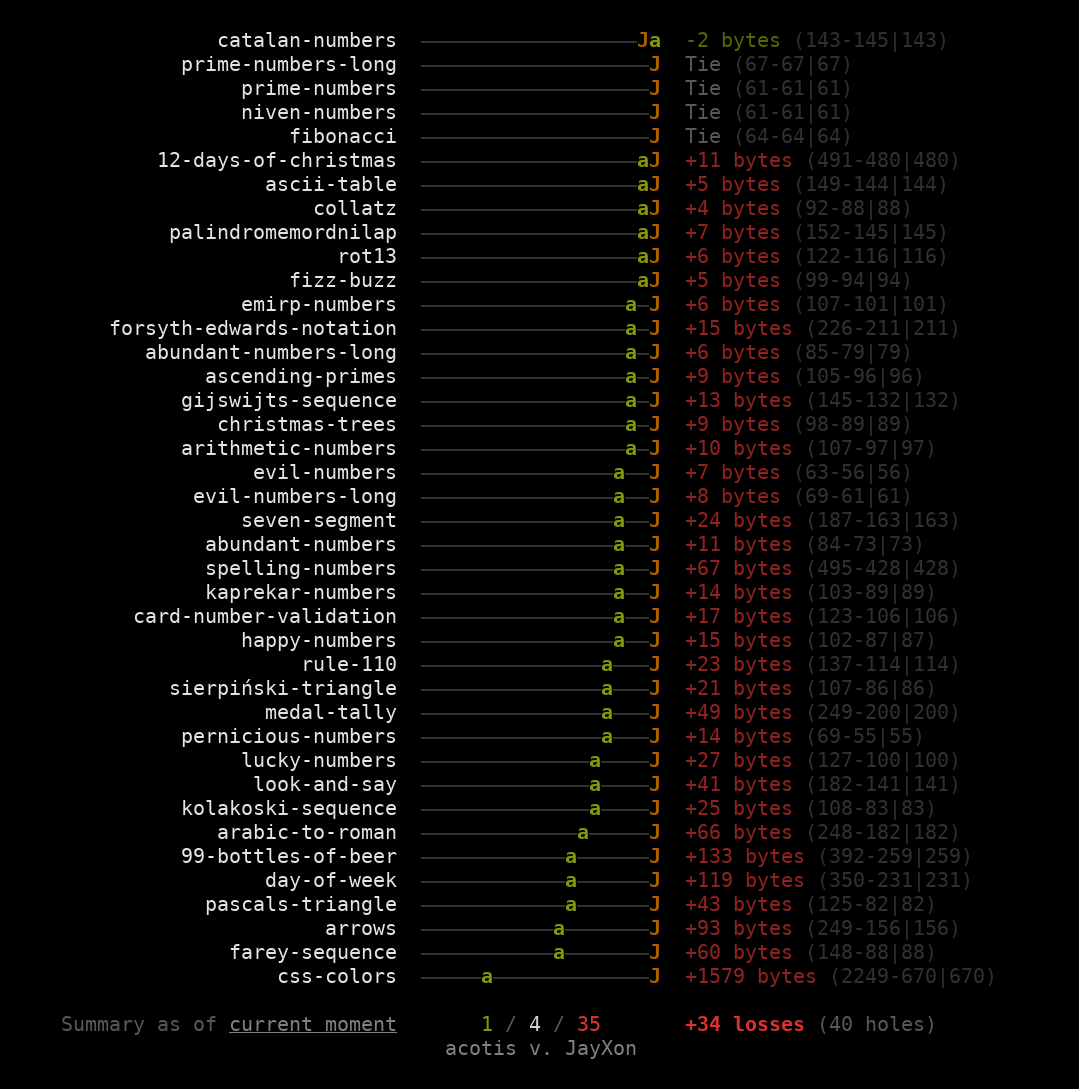 catalan-numbers Ja -2 bytes (143-145|143)
prime-numbers-long J Tie (67-67|67)
prime-numbers J Tie (61-61|61)
niven-numbers J Tie (61-61|61)
fibonacci J Tie (64-64|64)
12-days-of-christmas aJ +11 bytes (491-480|480)
ascii-table aJ +5 bytes (149-144|144)
collatz aJ +4 bytes (92-88|88)
palindromemordnilap aJ +7 bytes (152-145|145)
rot13 aJ +6 bytes (122-116|116)
fizz-buzz aJ +5 bytes (99-94|94)
emirp-numbers a J +6 bytes (107-101|101)
forsyth-edwards-notation a J +15 bytes (226-211|211)
abundant-numbers-long a J +6 bytes (85-79|79)
ascending-primes a J +9 bytes (105-96|96)
gijswijts-sequence a J +13 bytes (145-132|132)
christmas-trees a J +9 bytes (98-89|89)
arithmetic-numbers a J +10 bytes (107-97|97)
evil-numbers a J +7 bytes (63-56|56)
evil-numbers-long a J +8 bytes (69-61|61)
seven-segment a J +24 bytes (187-163|163)
abundant-numbers a J +11 bytes (84-73|73)
spelling-numbers a J +67 bytes (495-428|428)
kaprekar-numbers a J +14 bytes (103-89|89)
card-number-validation a J +17 bytes (123-106|106)
happy-numbers a J +15 bytes (102-87|87)
rule-110 a J +23 bytes (137-114|114)
sierpiński-triangle a J +21 bytes (107-86|86)
medal-tally a J +49 bytes (249-200|200)
pernicious-numbers a J +14 bytes (69-55|55)
lucky-numbers a J +27 bytes (127-100|100)
look-and-say a J +41 bytes (182-141|141)
kolakoski-sequence a J +25 bytes (108-83|83)
arabic-to-roman a J +66 bytes (248-182|182)
99-bottles-of-beer a J +133 bytes (392-259|259)
day-of-week a J +119 bytes (350-231|231)
pascals-triangle a J +43 bytes (125-82|82)
arrows a J +93 bytes (249-156|156)
farey-sequence a J +60 bytes (148-88|88)
css-colors a J +1579 bytes (2249-670|670)
Summary as of current moment 1 / 4 / 35 +34 losses (40 holes)
acotis v. JayXon